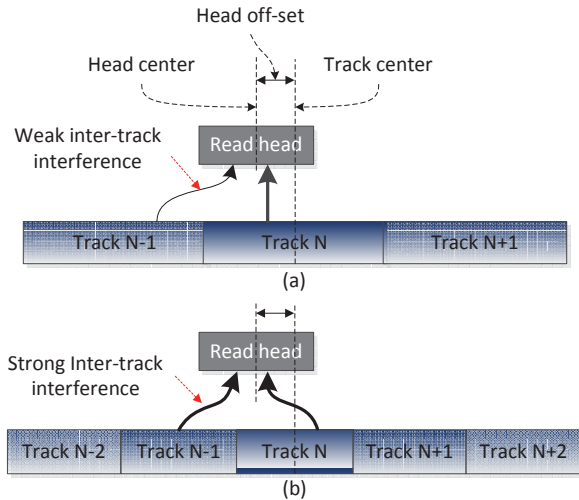 Head off-set
Head center
Track center
Weak inter-track
interference
Read head
Track N-1
Track N
Track N+1
(a)
Strong Inter-track
interference
Read head
Track N-2
Track N-1
Track N
Track N+1
Track N+2
(b)